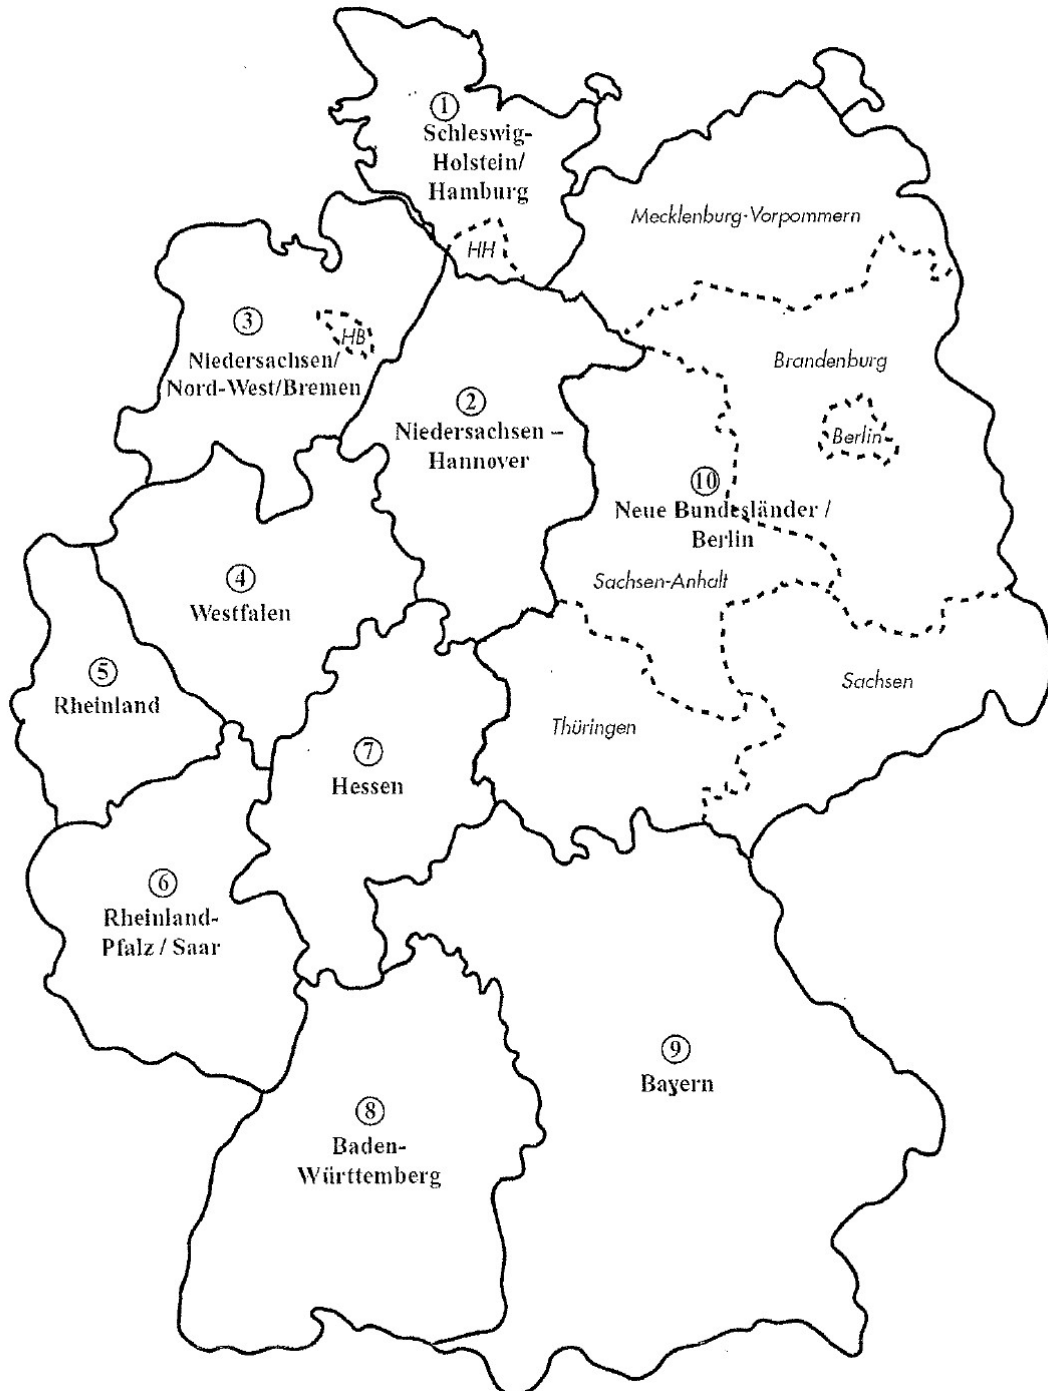 ①
Schleswig-
Holstein/
Hamburg
HH
Mecklenburg-Vorpommern
③
Niedersachsen/
Nord-West/Bremen
HB
②
Niedersachsen –
Hannover
Brandenburg
Berlin
⑩
Neue Bundesländer /
Berlin
Sachsen-Anhalt
④
Westfalen
⑤
Rheinland
Sachsen
Thüringen
⑦
Hessen
⑥
Rheinland-
Pfalz / Saar
⑨
Bayern
⑧
Baden-
Württemberg